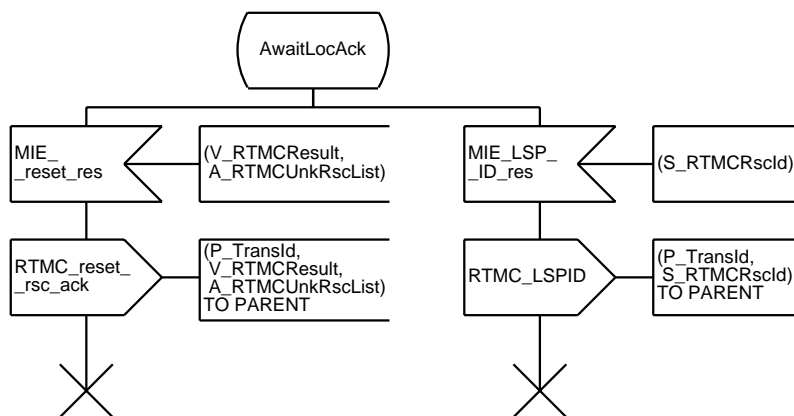 AwaitLocAck
MIE_
_reset_res
(V_RTMCResult,
A_RTMCUnkRscList)
MIE_LSP_
_ID_res
(S_RTMCRscId)
RTMC_reset_
_rsc_ack
(P_TransId,
V_RTMCResult,
A_RTMCUnkRscList)
TO PARENT
RTMC_LSPID
(P_TransId,
S_RTMCRscId)
TO PARENT